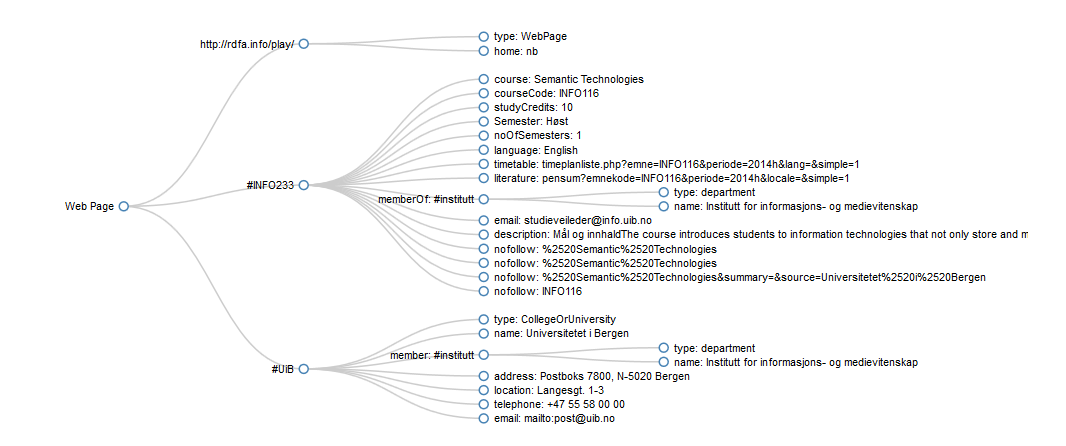 http://rdfa.info/play/
type: WebPage
home: nb
course: Semantic Technologies
courseCode: INFO116
studyCredits: 10
Semester: Høst
noOfSemesters: 1
language: English
timetable: timeplanliste.php?emne=INFO116&periode=2014h&lang=&simple=1
literature: pensum?emnekode=INFO116&periode=2014h&locale=&simple=1
#INFO233
memberOf: #institutt
type: department
name: Institutt for informasjons- og medievitenskap
Web Page
email: studieveileder@info.uib.no
description: Mål og innhaldThe course introduces students to information technologies that not only store and m
nofollow: %2520Semantic%2520Technologies
nofollow: %2520Semantic%2520Technologies
nofollow: %2520Semantic%2520Technologies&summary=&source=Universitetet%2520i%2520Bergen
nofollow: INFO116
type: CollegeOrUniversity
name: Universitetet i Bergen
member: #institutt
type: department
name: Institutt for informasjons- og medievitenskap
#UIB
address: Postboks 7800, N-5020 Bergen
location: Langesgt. 1-3
telephone: +47 55 58 00 00
email: mailto:post@uib.no